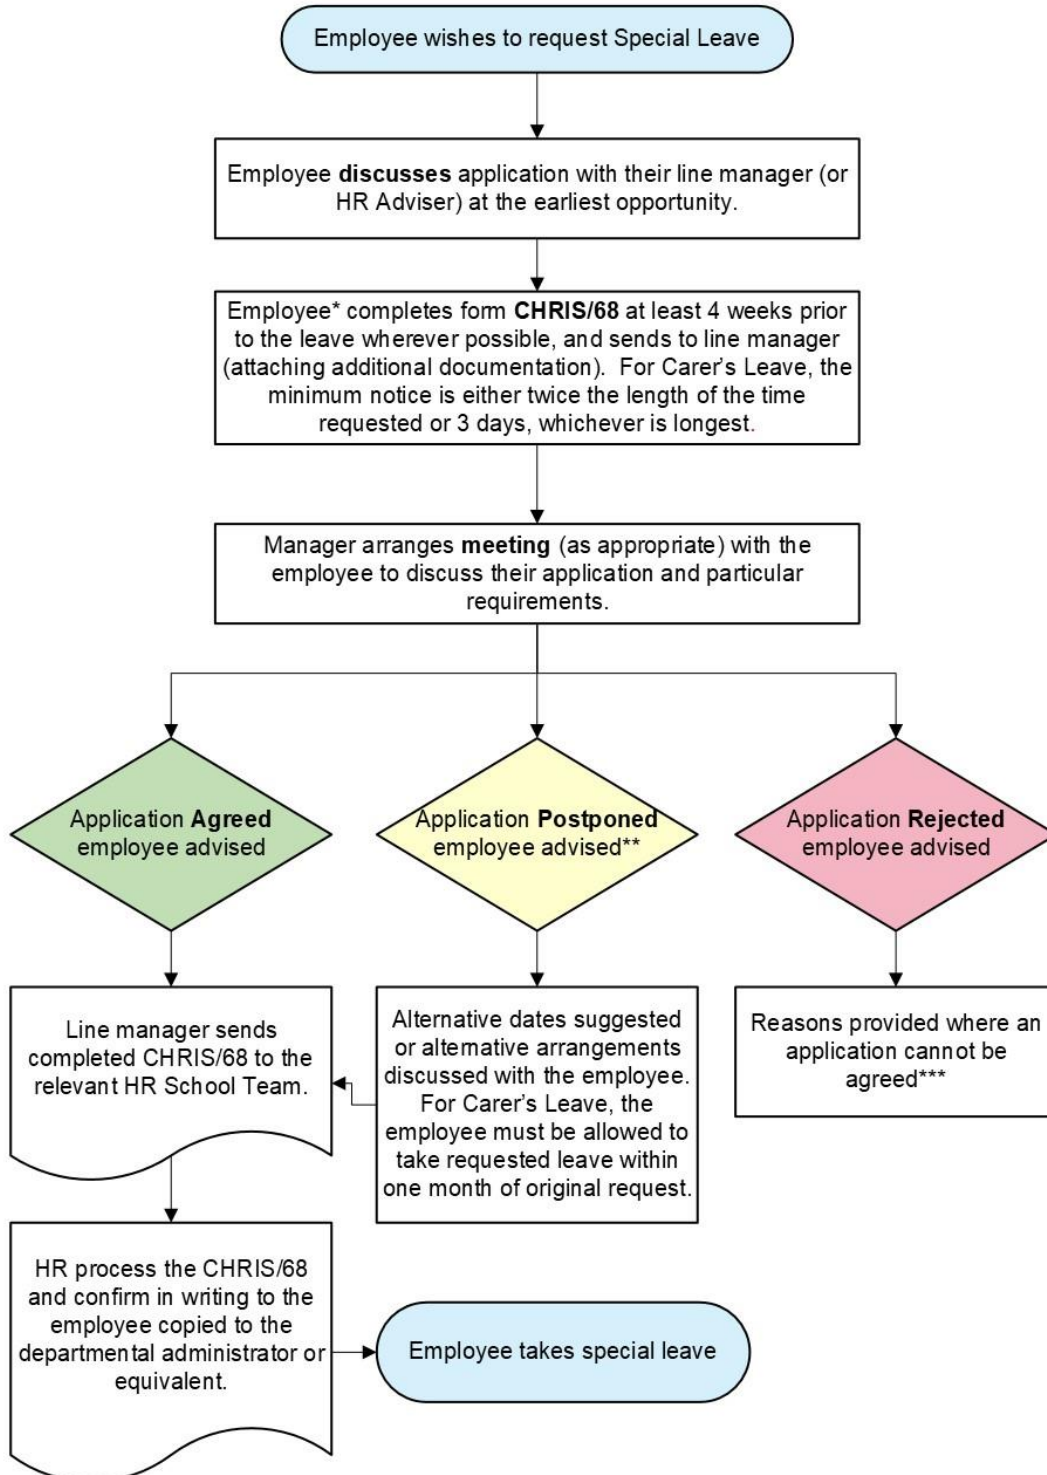 Employee wishes to request Special Leave
Employee discusses application with their line manager (or
HR Adviser) at the earliest opportunity.
Employee* completes form CHRIS/68 at least 4 weeks prior
to the leave wherever possible, and sends to line manager
(attaching additional documentation).  For Carer’s Leave, the
minimum notice is either twice the length of the time
requested or 3 days, whichever is longest.
Manager arranges meeting (as appropriate) with the
employee to discuss their application and particular
requirements.
Application Agreed
employee advised
Application Postponed
employee advised**
Application Rejected
employee advised
Line manager sends
completed CHRIS/68 to the
relevant HR School Team.
Alternative dates suggested
or alternative arrangements
discussed with the employee.
For Carer’s Leave, the
employee must be allowed to
take requested leave within
one month of original request.
Reasons provided where an
application cannot be
agreed***
HR process the CHRIS/68
and confirm in writing to the
employee copied to the
departmental administrator or
equivalent.
Employee takes special leave